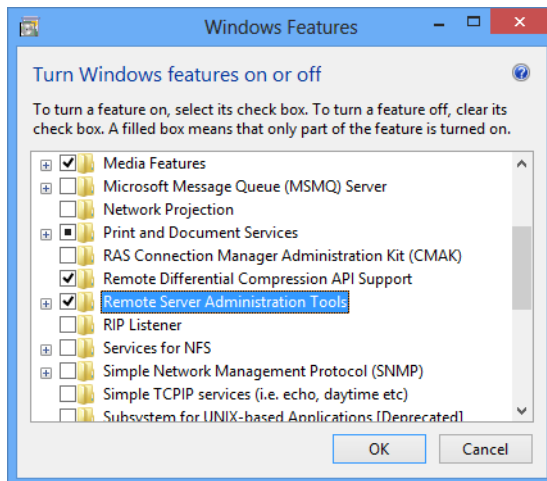 Windows Features
Turn Windows features on or off
To turn a feature on, select its check box. To turn a feature off, clear its
check box. A filled box means that only part of the feature is turned on.
Media Features
Microsoft Message Queue (MSMQ) Server
Network Projection
Print and Document Services
RAS Connection Manager Administration Kit (CMAK)
Remote Differential Compression API Support
Remote Server Administration Tools
RIP Listener
Services for NFS
Simple Network Management Protocol (SNMP)
Simple TCPIP services (i.e. echo, daytime etc)
Subsystem for UNIX-based Applications [Deprecated]
OK Cancel